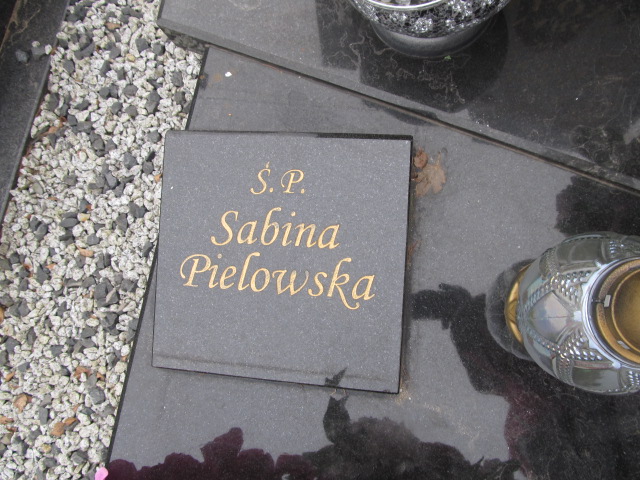 Ś. P.
Sabina
Pielowska